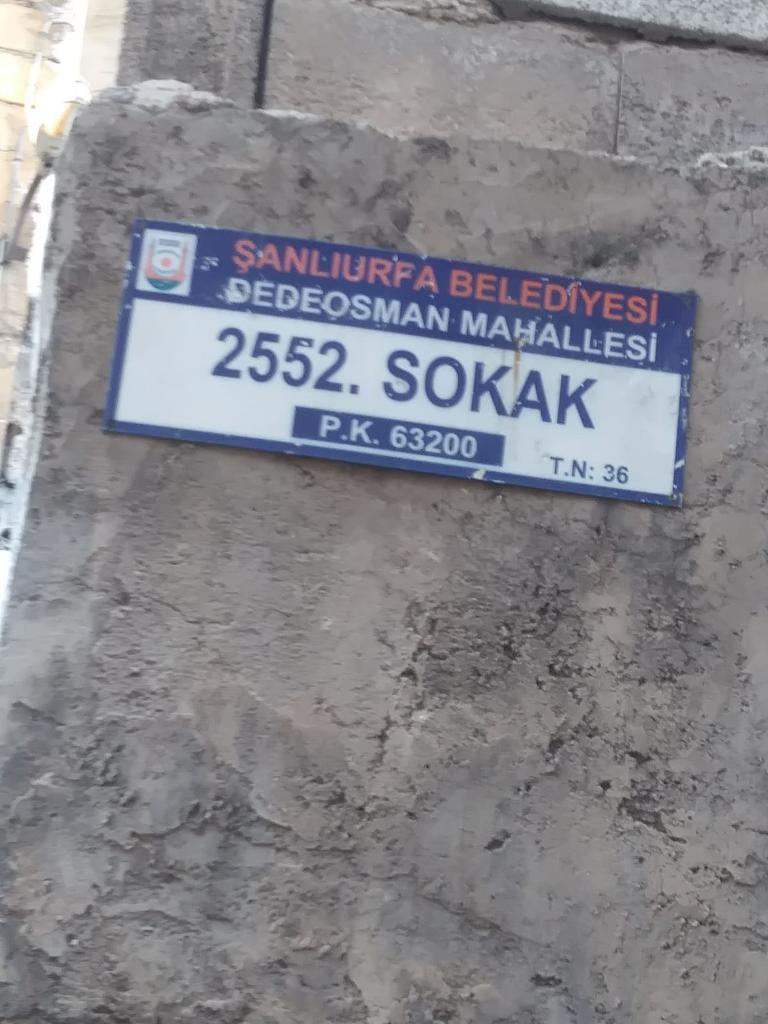 ŞANLIURFA BELEDİYESİ
DEDEOSMAN MAHALLESİ
2552. SOKAK
P.K. 63200
T.N: 36